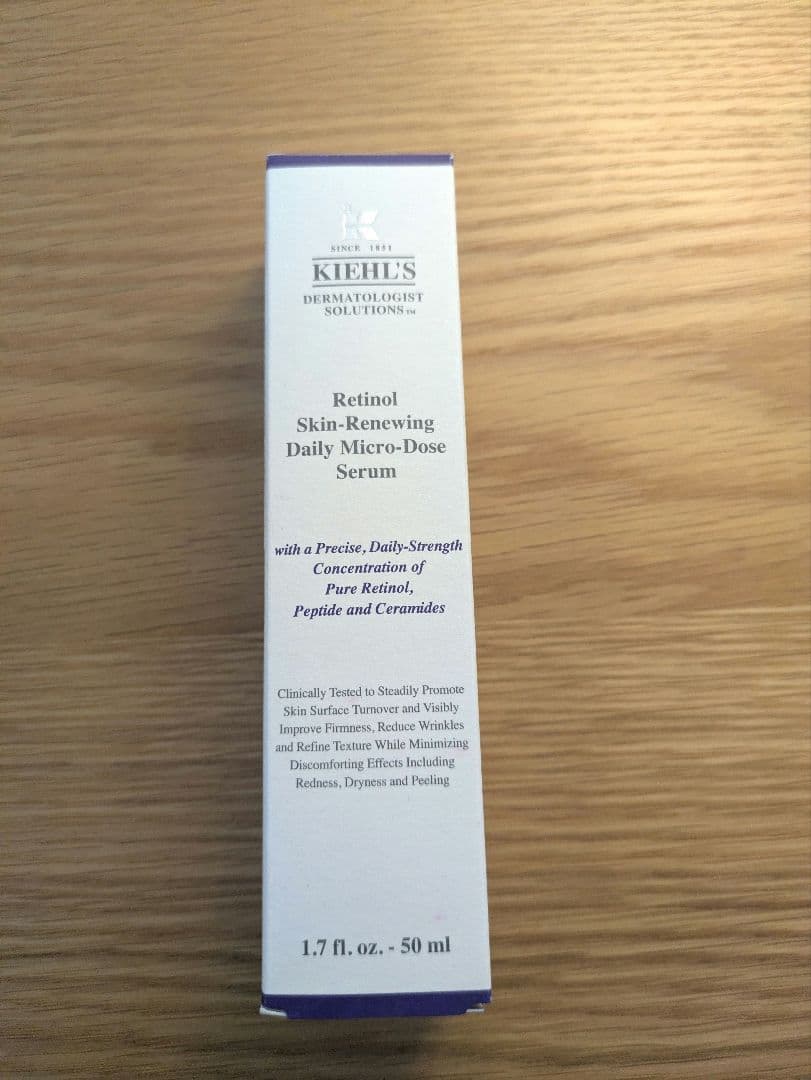 SINCE 1851
KIEHL'S
DERMATOLOGIST
SOLUTIONS™
Retinol
Skin-Renewing
Daily Micro-Dose
Serum
with a Precise, Daily-Strength
Concentration of
Pure Retinol,
Peptide and Ceramides
Clinically Tested to Steadily Promote
Skin Surface Turnover and Visibly
Improve Firmness, Reduce Wrinkles
and Refine Texture While Minimizing
Discomforting Effects Including
Redness, Dryness and Peeling
1.7 fl. oz. - 50 ml